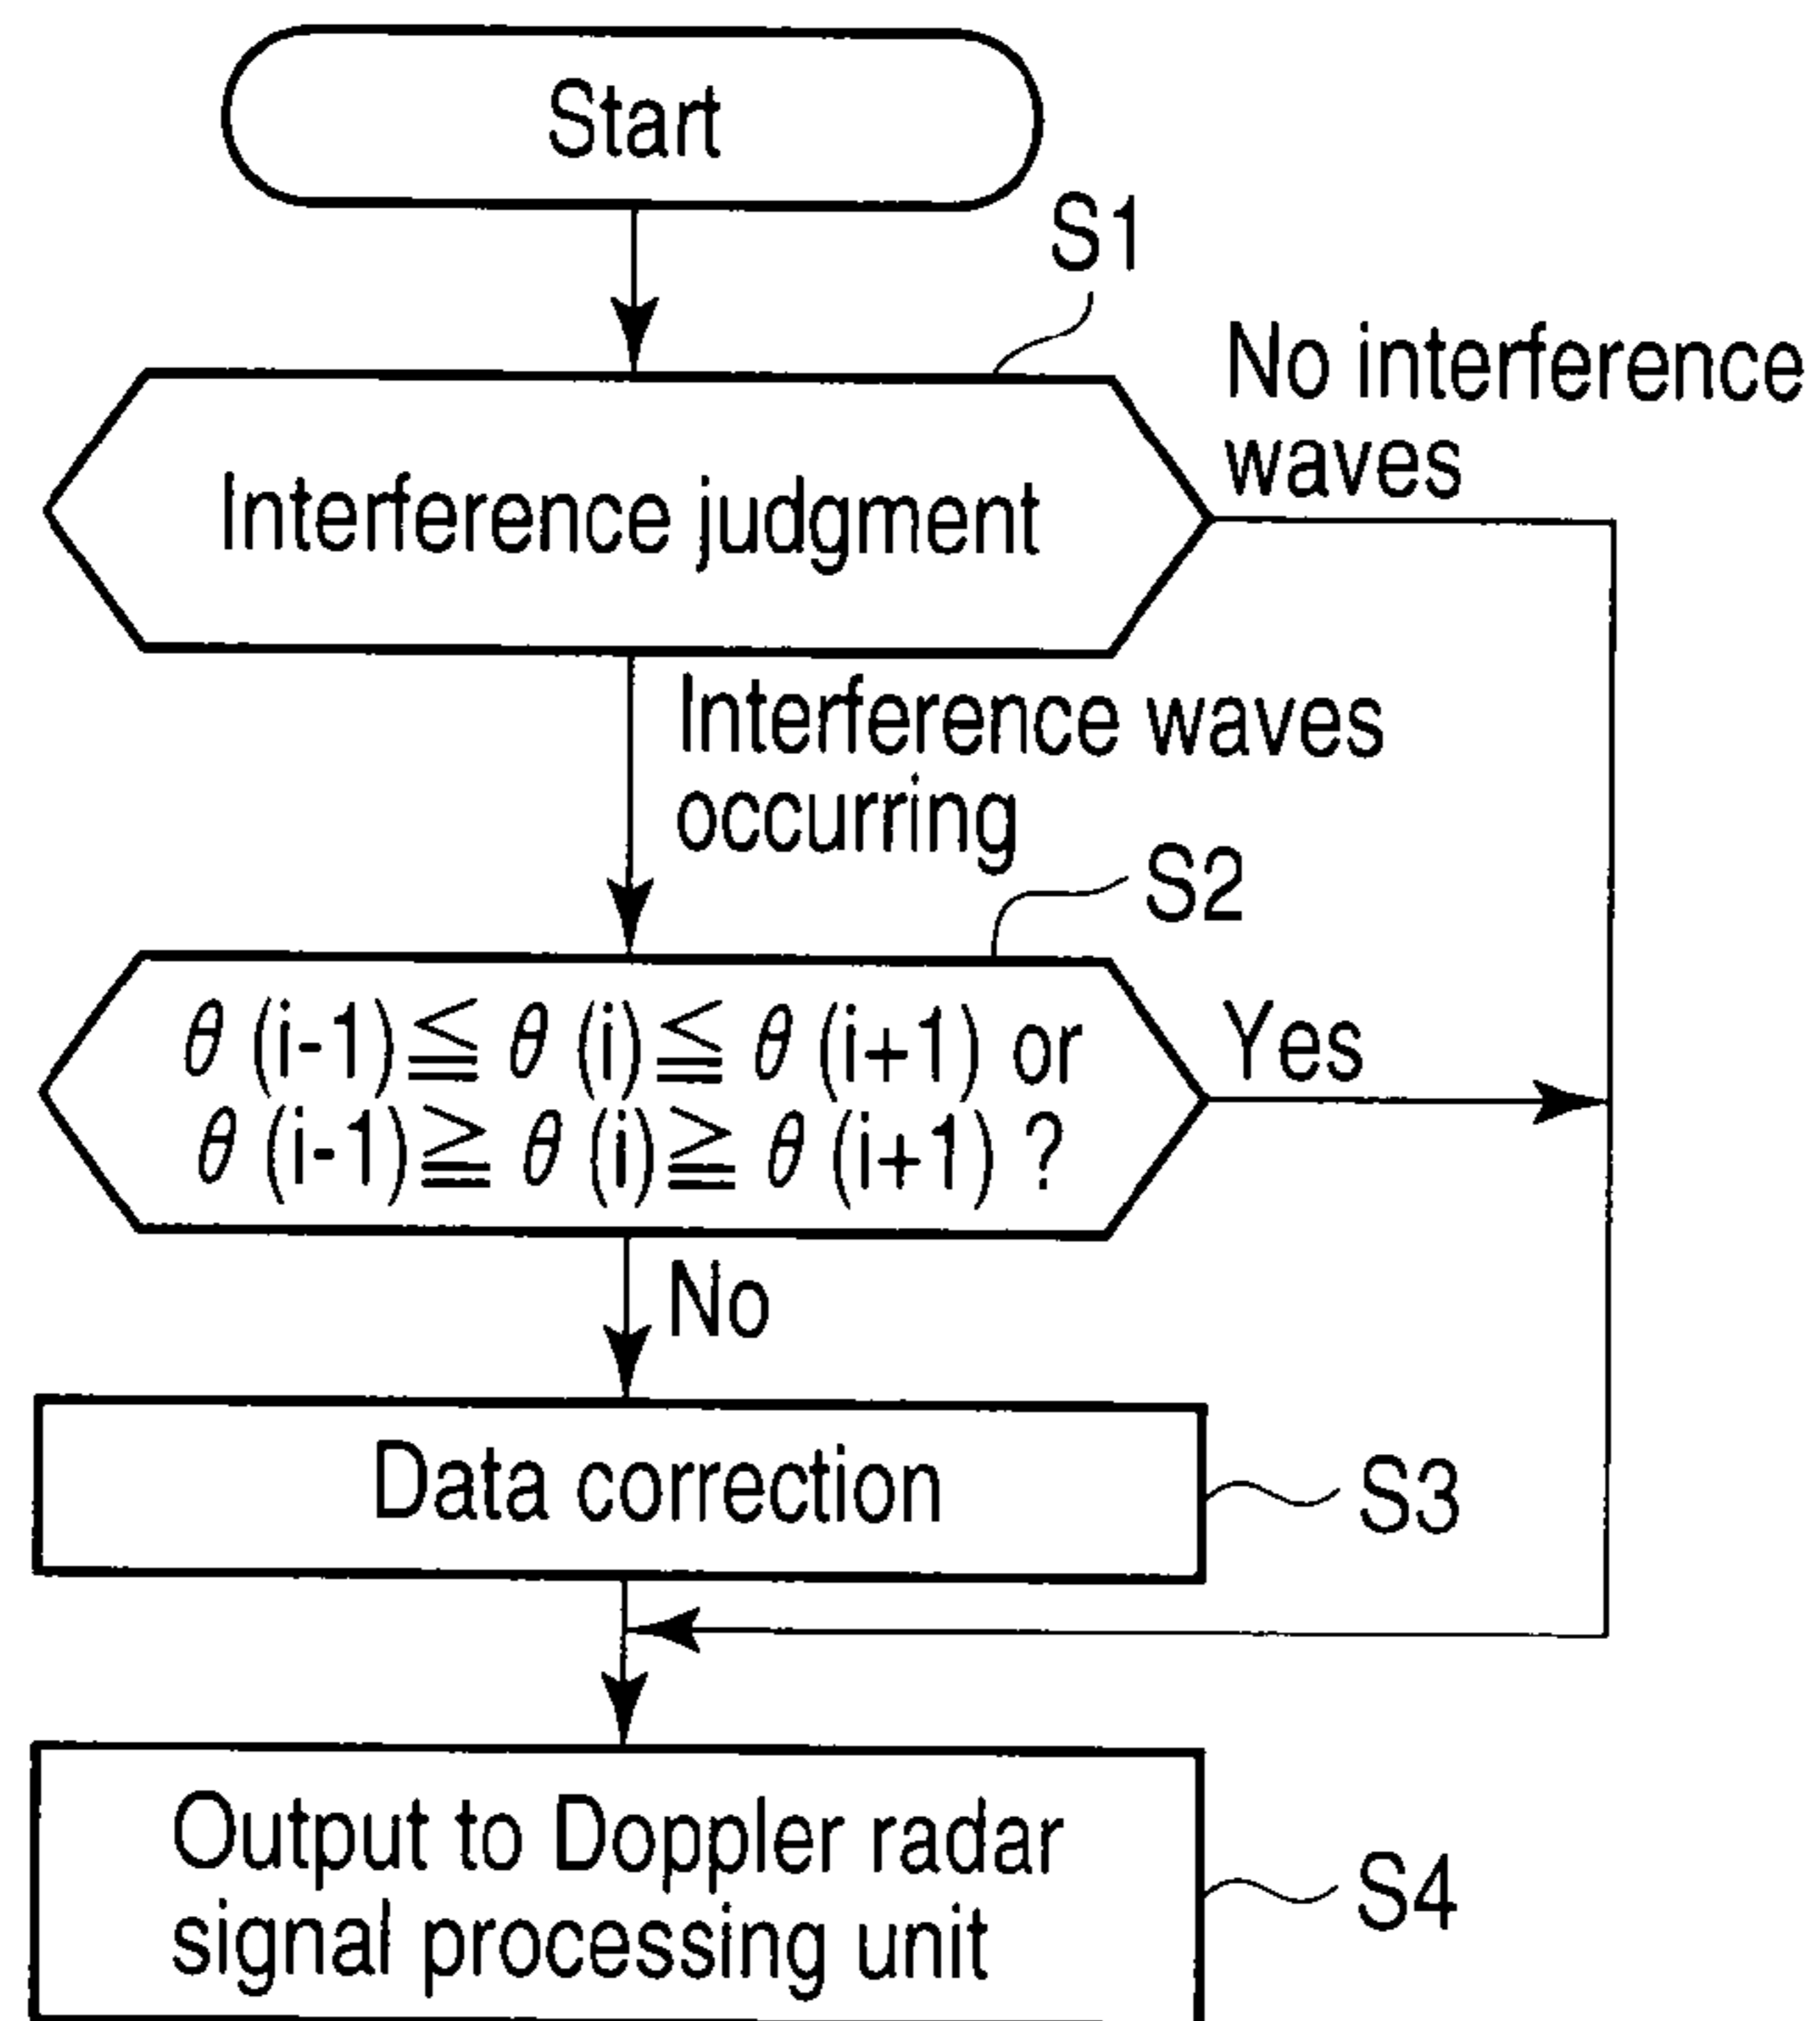 Start
S1
No interference
waves
Interference judgment
Interference waves
occurring
S2
θ (i-1)≦ θ (i)≦ θ (i+1) or
θ (i-1)≧ θ (i)≧ θ (i+1) ?
Yes
No
Data correction
S3
Output to Doppler radar
signal processing unit
S4